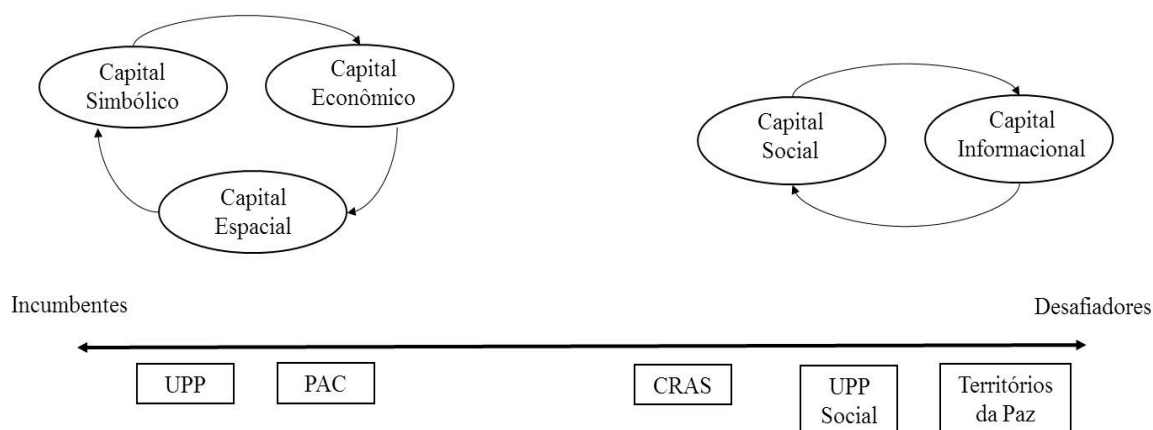 Capital
Simbólico
Capital
Econômico
Capital
Espacial
Capital
Social
Capital
Informacional
Incumbentes
Desafiadores
UPP
PAC
CRAS
UPP
Social
Territórios
da Paz